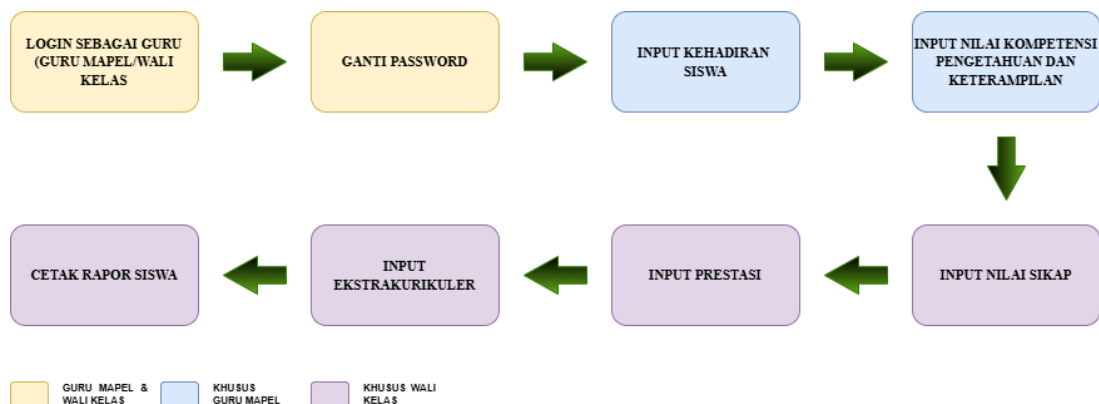 LOGIN SEBAGAI GURU
(GURU MAPEL/WALI
KELAS
GANTI PASSWORD
INPUT KEHADIRAN
SISWA
INPUT NILAI KOMPETENSI
PENGETAHUAN DAN
KETERAMPILAN
CETAK RAPOR SISWA
INPUT
EKSTRAKURIKULER
INPUT PRESTASI
INPUT NILAI SIKAP
GURU MAPEL &
WALI KELAS
KHUSUS
GURU MAPEL
KHUSUS WALI
KELAS